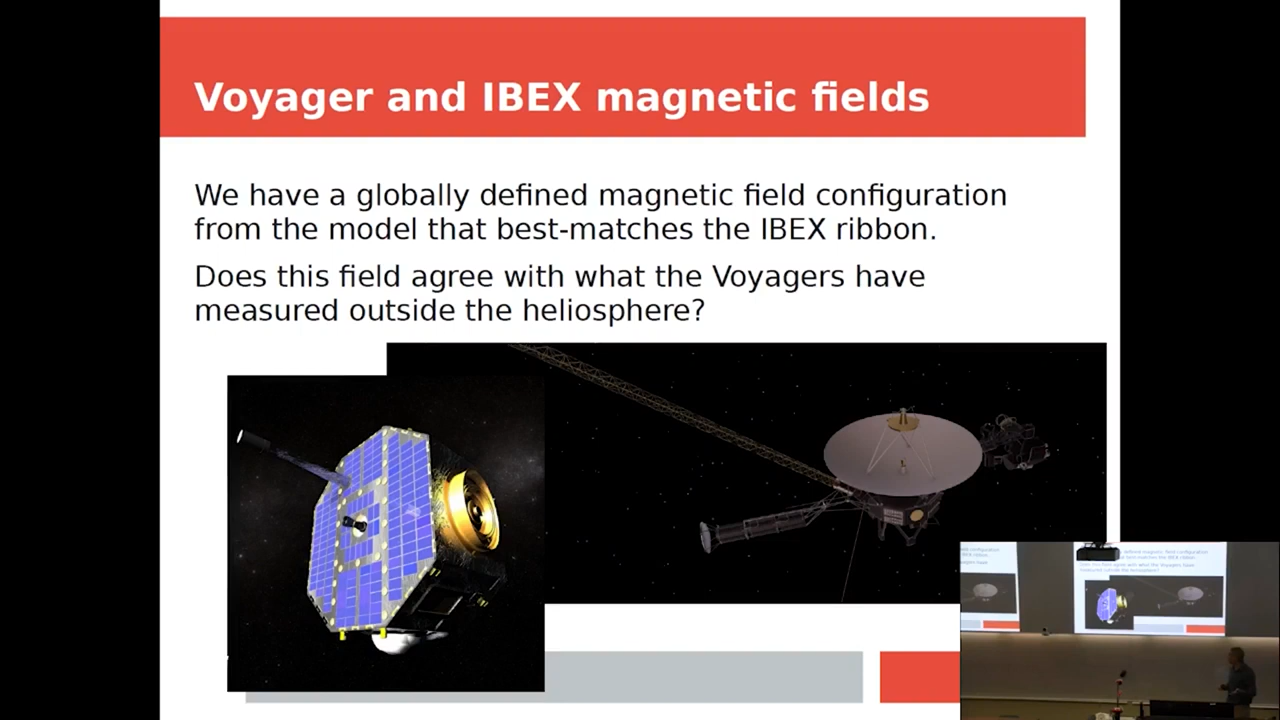 Voyager and IBEX magnetic fields
We have a globally defined magnetic field configuration
from the model that best-matches the IBEX ribbon.
Does this field agree with what the Voyagers have
measured outside the heliosphere?